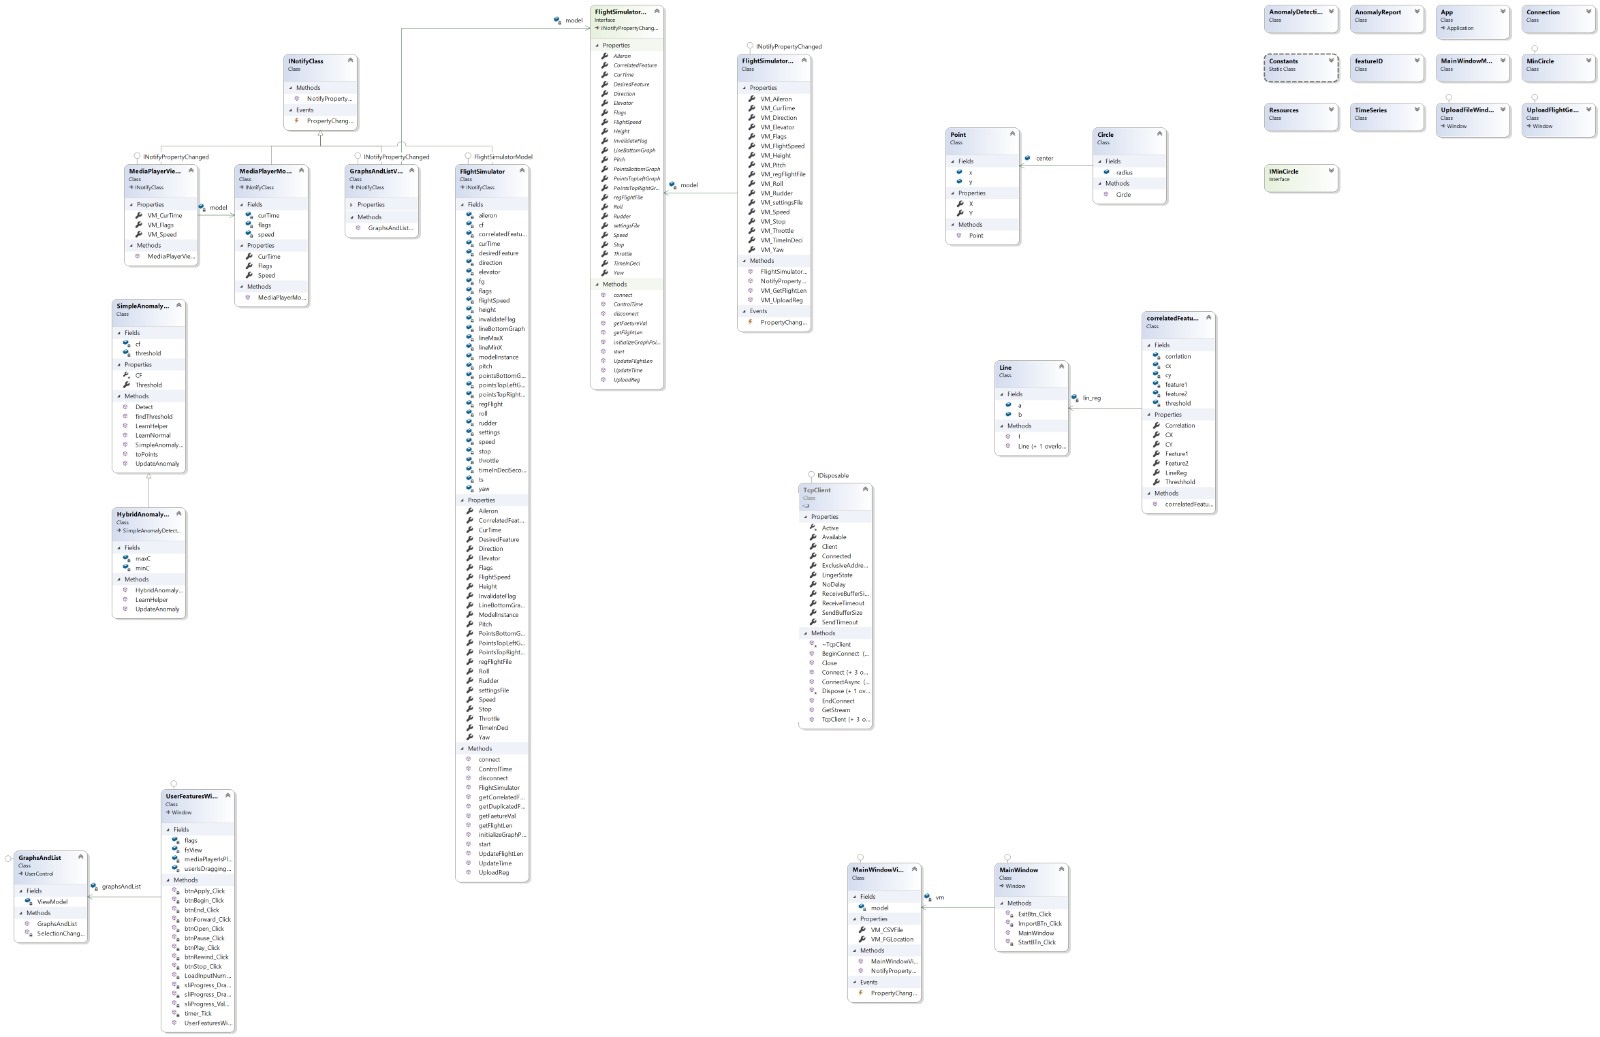 INotifyClass
Class
Methods
NotifyProperty...
Events
PropertyChang...
INotifyPropertyChanged
MediaPlayerVie...
Class
INotifyClass
Properties
VM_CurTime
VM_Flags
VM_Speed
Methods
MediaPlayerVie...
model
MediaPlayerMo...
Class
INotifyClass
Fields
curTime
flags
speed
Properties
CurTime
Flags
Speed
Methods
MediaPlayerMo...
INotifyPropertyChanged
GraphsAndListV...
Class
INotifyClass
Properties
Methods
GraphsAndList...
model
FlightSimulatorModel
FlightSimulator
Class
INotifyClass
Fields
aileron
cf
correlatedFeatu...
curTime
desiredFeature
direction
elevator
fg
flags
flightSpeed
height
invalidateFlag
lineBottomGraph
lineMaxX
lineMinX
modelInstance
pitch
pointsBottomG...
pointsTopLeftG...
pointsTopRight...
regFlight
roll
rudder
settings
speed
stop
throttle
timeInDeciSeco...
ts
yaw
Properties
Aileron
CorrelatedFeat...
CurTime
DesiredFeature
Direction
Elevator
Flags
FlightSpeed
Height
InvalidateFlag
LineBottomGra...
ModelInstance
Pitch
PointsBottomG...
PointsTopLeftG...
PointsTopRight...
regFlightFile
Roll
Rudder
settingsFile
Speed
Stop
Throttle
TimeInDeci
Yaw
Methods
connect
ControlTime
disconnect
FlightSimulator
getCorrelatedF...
getDuplicatedF...
getFaetureVal
getFlightLen
initializeGraphP...
start
UpdateFlightLen
UpdateTime
UploadReg
FlightSimulator...
Interface
INotifyPropertyChang...
Properties
Aileron
CorrelatedFeature
CurTime
DesiredFeature
Direction
Elevator
Flags
FlightSpeed
Height
InvalidateFlag
LineBottomGraph
Pitch
PointsBottomGraph
PointsTopLeftGraph
PointsTopRightGr...
regFlightFile
Roll
Rudder
settingsFile
Speed
Stop
Throttle
TimeInDeci
Yaw
Methods
connect
ControlTime
disconnect
getFaetureVal
getFlightLen
initializeGraphPoi...
start
UpdateFlightLen
UpdateTime
UploadReg
model
INotifyPropertyChanged
FlightSimulator...
Class
Properties
VM_Aileron
VM_CurTime
VM_Direction
VM_Elevator
VM_Flags
VM_FlightSpeed
VM_Height
VM_Pitch
VM_regFlightFile
VM_Roll
VM_Rudder
VM_settingsFile
VM_Speed
VM_Stop
VM_Throttle
VM_TimeInDeci
VM_Yaw
Methods
FlightSimulator...
NotifyProperty...
VM_GetFlightLen
VM_UploadReg
Events
PropertyChang...
Point
Class
Fields
x
y
Properties
X
Y
Methods
Point
center
Circle
Class
Fields
radius
Methods
Circle
AnomalyDetecti...
Class
AnomalyReport
Class
App
Class
Application
Connection
Class
Constants
Static Class
featureID
Class
MainWindowM...
Class
MinCircle
Class
Resources
Class
TimeSeries
Class
UploadFileWind...
Class
Window
UploadFlightGe...
Class
Window
IMinCircle
Interface
SimpleAnomaly...
Class
Fields
cf
threshold
Properties
CF
Threshold
Methods
Detect
findThreshold
LearnHelper
LearnNormal
SimpleAnomaly...
toPoints
UpdateAnomaly
HybridAnomaly...
Class
SimpleAnomalyDetect...
Fields
maxC
minC
Methods
HybridAnomaly...
LearnHelper
UpdateAnomaly
Line
Class
Fields
a
b
Methods
f
Line (+ 1 overlo...
lin_reg
correlatedFeatu...
Class
Fields
corrlation
cx
cy
feature1
feature2
threshold
Properties
Correlation
CX
CY
Feature1
Feature2
LineReg
Threshhold
Methods
correlatedFeatu...
IDisposable
TcpClient
Class
Properties
Active
Available
Client
Connected
ExclusiveAddre...
LingerState
NoDelay
ReceiveBufferSi...
ReceiveTimeout
SendBufferSize
SendTimeout
Methods
~TcpClient
BeginConnect (...
Close
Connect (+ 3 o...
ConnectAsync (...
Dispose (+ 1 ov...
EndConnect
GetStream
TcpClient (+ 3 o...
GraphsAndList
Class
UserControl
Fields
ViewModel
Methods
GraphsAndList
SelectionChang...
graphsAndList
UserFeaturesWi...
Class
Window
Fields
flags
fsView
mediaPlayerIsPl...
userIsDragging...
Methods
btnApply_Click
btnBegin_Click
btnEnd_Click
btnForward_Click
btnOpen_Click
btnPause_Click
btnPlay_Click
btnRewind_Click
btnStop_Click
LoadInputNum...
sliProgress_Dra...
sliProgress_Dra...
sliProgress_Val...
timer_Tick
UserFeaturesWi...
MainWindowVi...
Class
Fields
model
Properties
VM_CSVFile
VM_FGLocation
Methods
MainWindowVi...
NotifyProperty...
Events
PropertyChang...
vm
MainWindow
Class
Window
Methods
ExitBtn_Click
ImportBTn_Click
MainWindow
StartBTn_Click